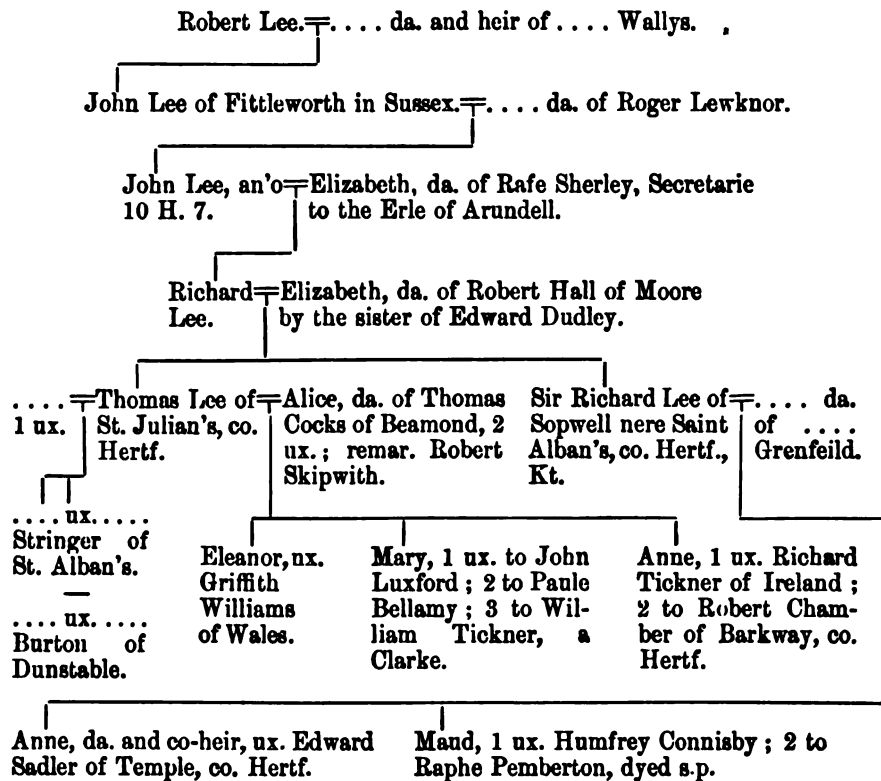 Robert Lee.=. . . . da. and heir of . . . . Wallys.
John Lee of Fittleworth in Sussex.=. . . . da. of Roger Lewknor.
John Lee, an'o=Elizabeth, da. of Rafe Sherley, Secretarie
10 H. 7. to the Erle of Arundell.
Richard=Elizabeth, da. of Robert Hall of Moore
Lee. by the sister of Edward Dudley.
. . . . =Thomas Lee of=Alice, da. of Thomas
1 ux. St. Julian's, co. Cocks of Beamond, 2
Hertf. ux. ; remar. Robert
Skipwith.
Sir Richard Lee of=. . . . da.
Sopwell nere Saint of . . . .
Alban's, co. Hertf., Grenfeild.
Kt.
. . . . ux. . . . .
Stringer of
St. Alban's.
—
. . . . ux. . . . .
Burton of
Dunstable.
Eleanor, ux.
Griffith
Williams
of Wales.
Mary, 1 ux. to John
Luxford ; 2 to Paule
Bellamy ; 3 to Wil-
liam Tickner, a
Clarke.
Anne, 1 ux. Richard
Tickner of Ireland ;
2 to Robert Cham-
ber of Barkway, co.
Hertf.
Anne, da. and co-heir, ux. Edward
Sadler of Temple, co. Hertf.
Maud, 1 ux. Humfrey Connisby ; 2 to
Raphe Pemberton, dyed s.p.